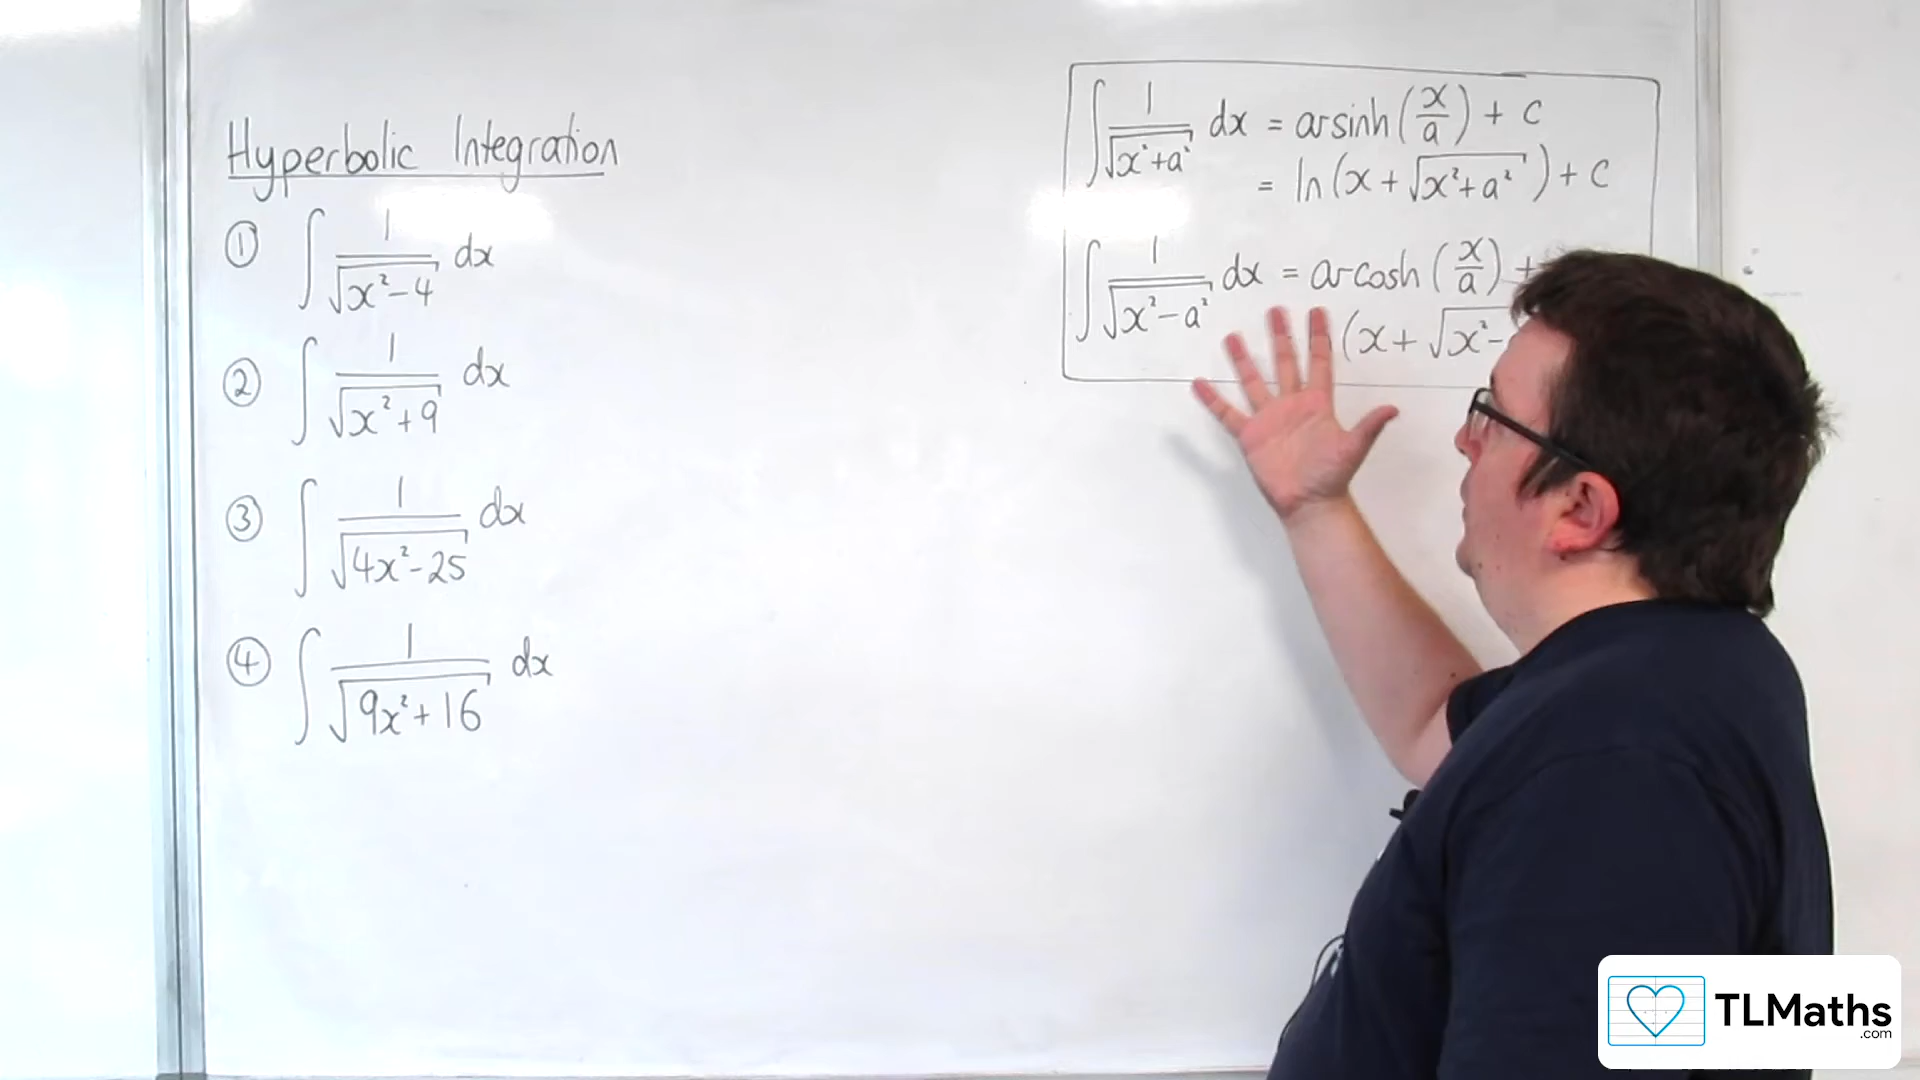 Hyperbolic Integration
① ∫ 1/√(x²-4) dx
② ∫ 1/√(x²+9) dx
③ ∫ 1/√(4x²-25) dx
④ ∫ 1/√(9x²+16) dx
∫ 1/√(x²+a²) dx = arsinh(x/a) + c
= ln(x + √(x²+a²)) + c
∫ 1/√(x²-a²) dx = arcosh(x/a) +
(x + √x²-
TLMaths
.com